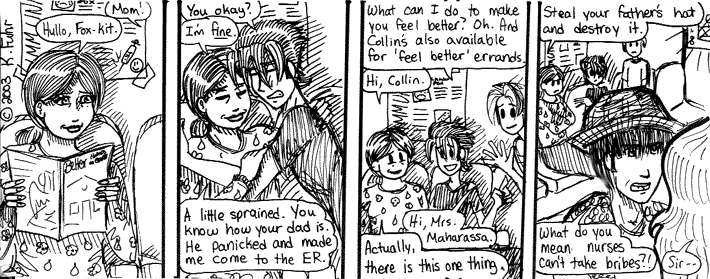 (Mom!
Hullo, Fox-kit.
© 2003 K. Fuhr
Better
You okay?
I'm fine.
A little sprained. You
know how your dad is.
He panicked and made
me come to the ER.
What can I do to make
you feel better? Oh. And
Collin's also available
for 'feel better' errands.
Hi, Collin.
Hi, Mrs.
Maharassa.
Actually,
there is this one thing.
Steal your father's hat
and destroy it.
What do you
mean nurses
can't take bribes?!
Sir--